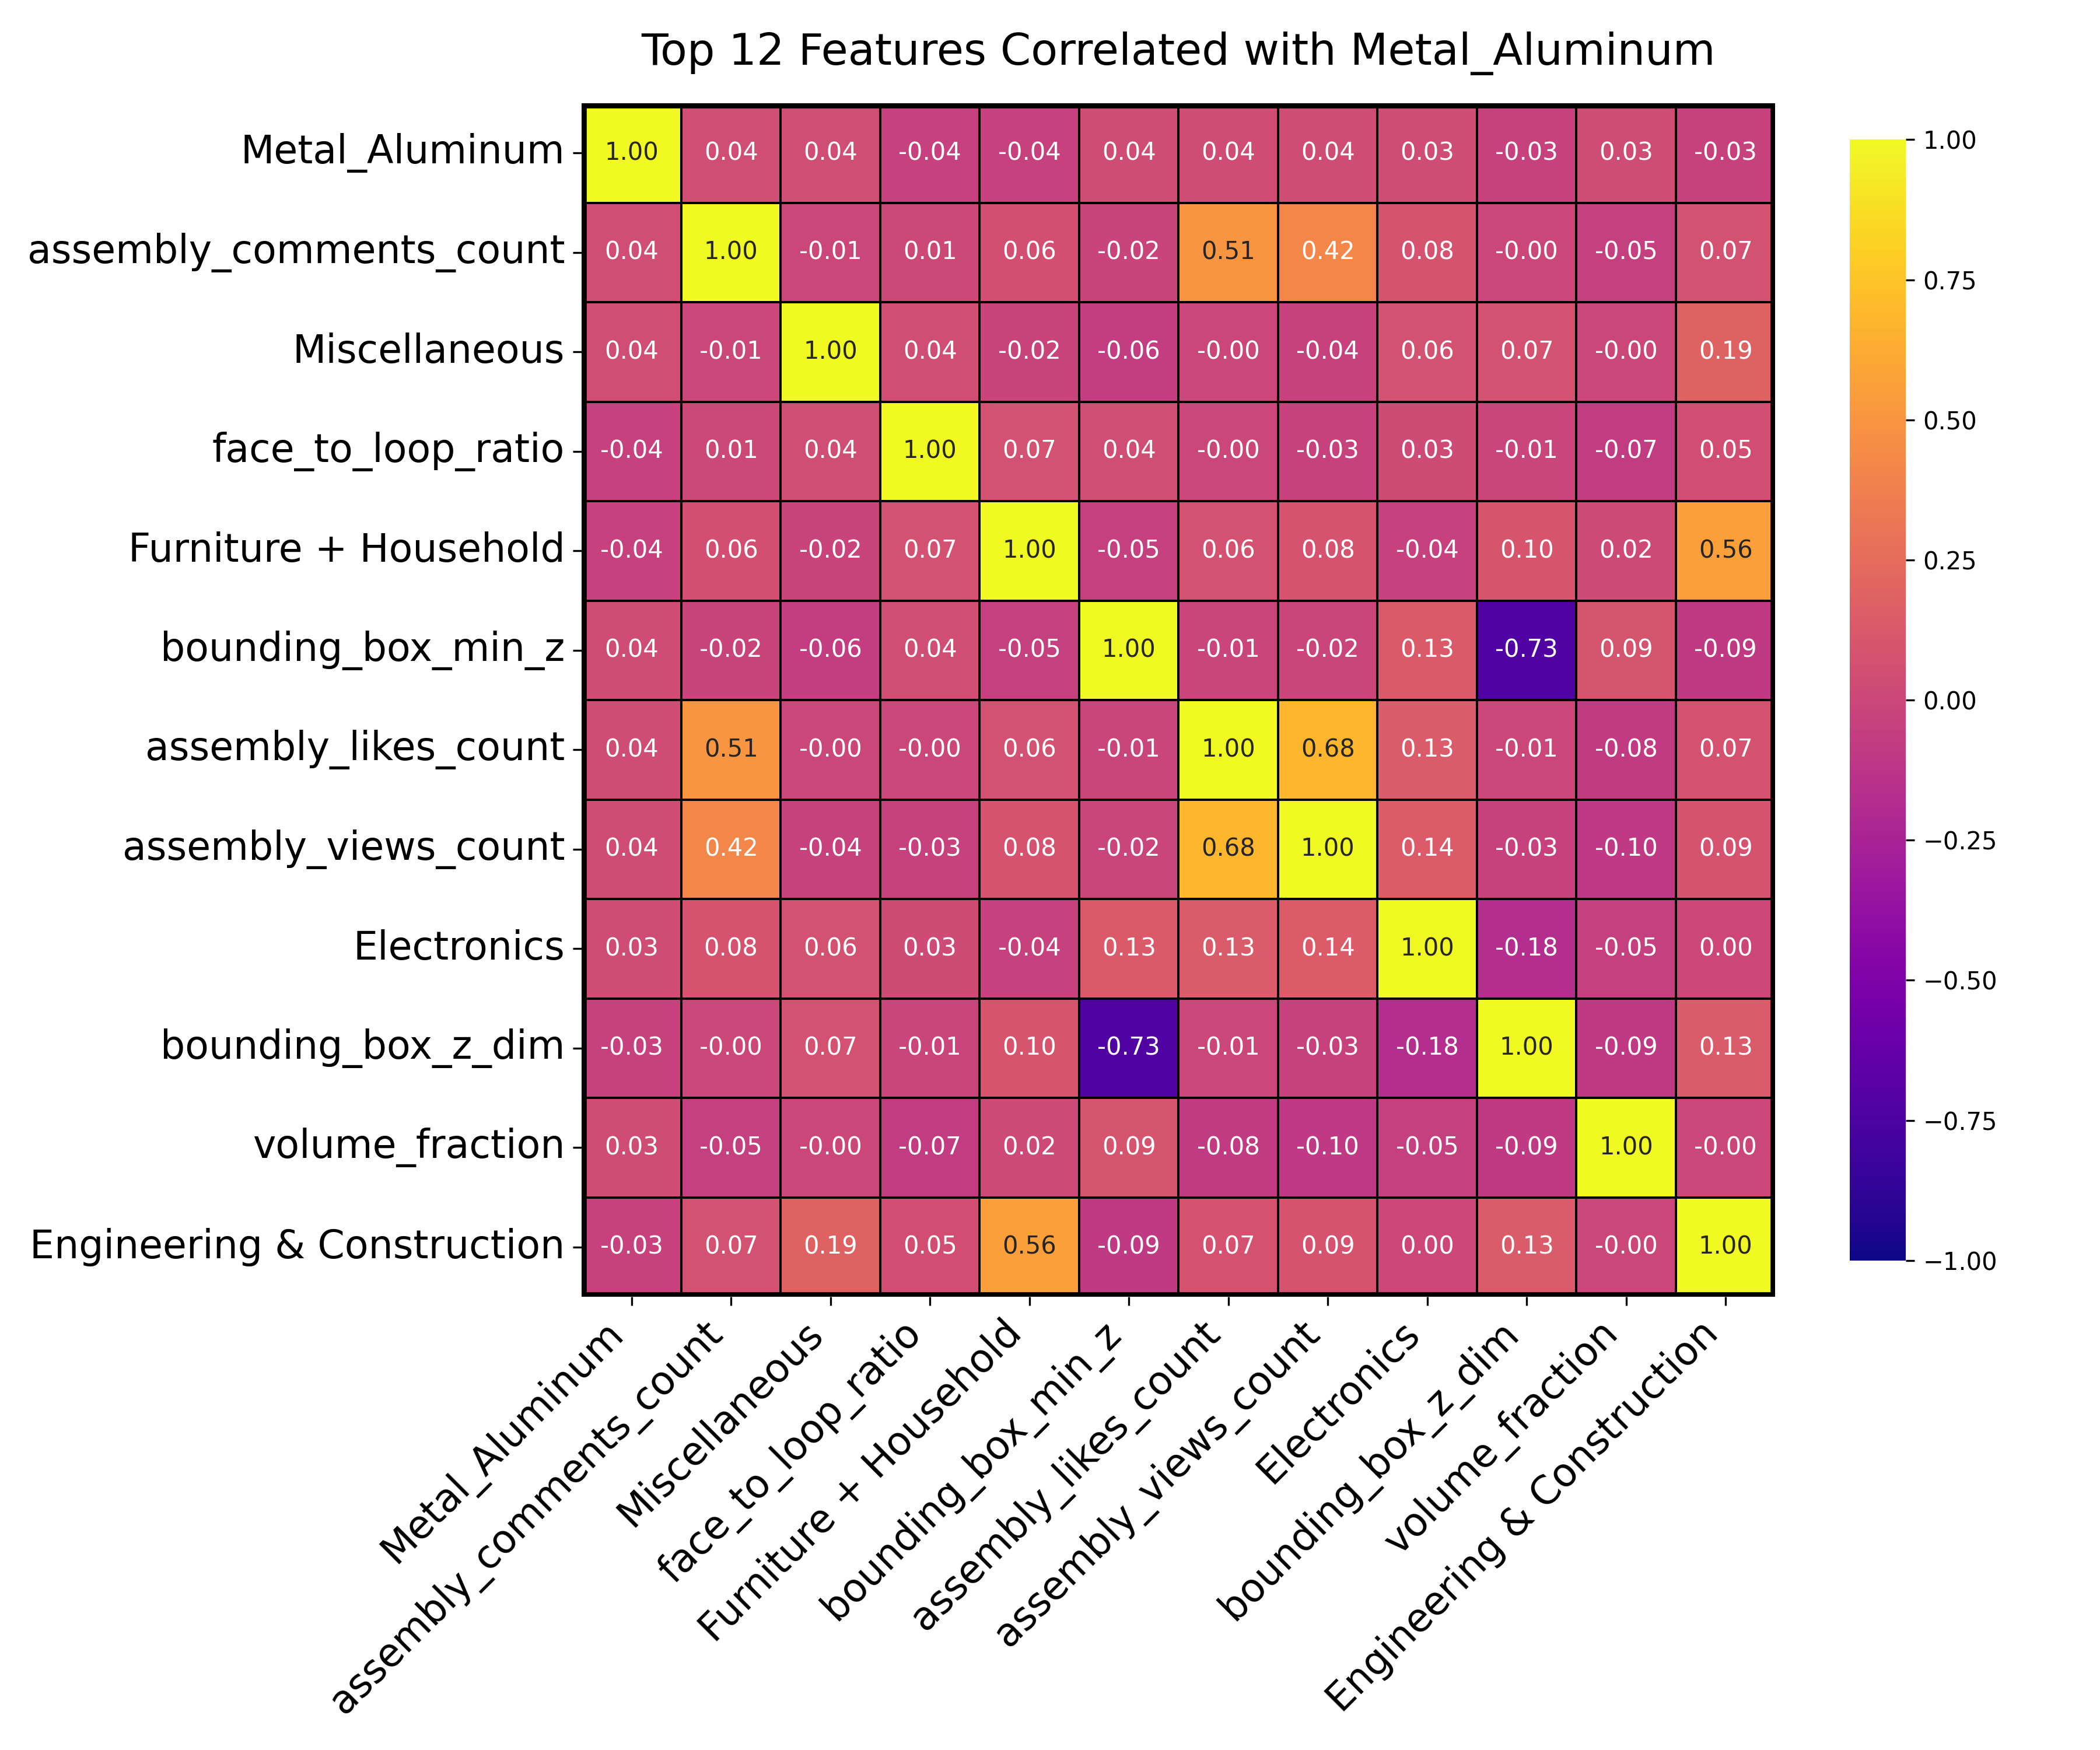 Top 12 Features Correlated with Metal_Aluminum
Metal_Aluminum 1.00 0.04 0.04 -0.04 -0.04 0.04 0.04 0.04 0.03 -0.03 0.03 -0.03
assembly_comments_count 0.04 1.00 -0.01 0.01 0.06 -0.02 0.51 0.42 0.08 -0.00 -0.05 0.07
Miscellaneous 0.04 -0.01 1.00 0.04 -0.02 -0.06 -0.00 -0.04 0.06 0.07 -0.00 0.19
face_to_loop_ratio -0.04 0.01 0.04 1.00 0.07 0.04 -0.00 -0.03 0.03 -0.01 -0.07 0.05
Furniture + Household -0.04 0.06 -0.02 0.07 1.00 -0.05 0.06 0.08 -0.04 0.10 0.02 0.56
bounding_box_min_z 0.04 -0.02 -0.06 0.04 -0.05 1.00 -0.01 -0.02 0.13 -0.73 0.09 -0.09
assembly_likes_count 0.04 0.51 -0.00 -0.00 0.06 -0.01 1.00 0.68 0.13 -0.01 -0.08 0.07
assembly_views_count 0.04 0.42 -0.04 -0.03 0.08 -0.02 0.68 1.00 0.14 -0.03 -0.10 0.09
Electronics 0.03 0.08 0.06 0.03 -0.04 0.13 0.13 0.14 1.00 -0.18 -0.05 0.00
bounding_box_z_dim -0.03 -0.00 0.07 -0.01 0.10 -0.73 -0.01 -0.03 -0.18 1.00 -0.09 0.13
volume_fraction 0.03 -0.05 -0.00 -0.07 0.02 0.09 -0.08 -0.10 -0.05 -0.09 1.00 -0.00
Engineering & Construction -0.03 0.07 0.19 0.05 0.56 -0.09 0.07 0.09 0.00 0.13 -0.00 1.00
Metal_Aluminum
assembly_comments_count
Miscellaneous
face_to_loop_ratio
Furniture + Household
bounding_box_min_z
assembly_likes_count
assembly_views_count
Electronics
bounding_box_z_dim
volume_fraction
Engineering & Construction
1.00
0.75
0.50
0.25
0.00
−0.25
−0.50
−0.75
−1.00